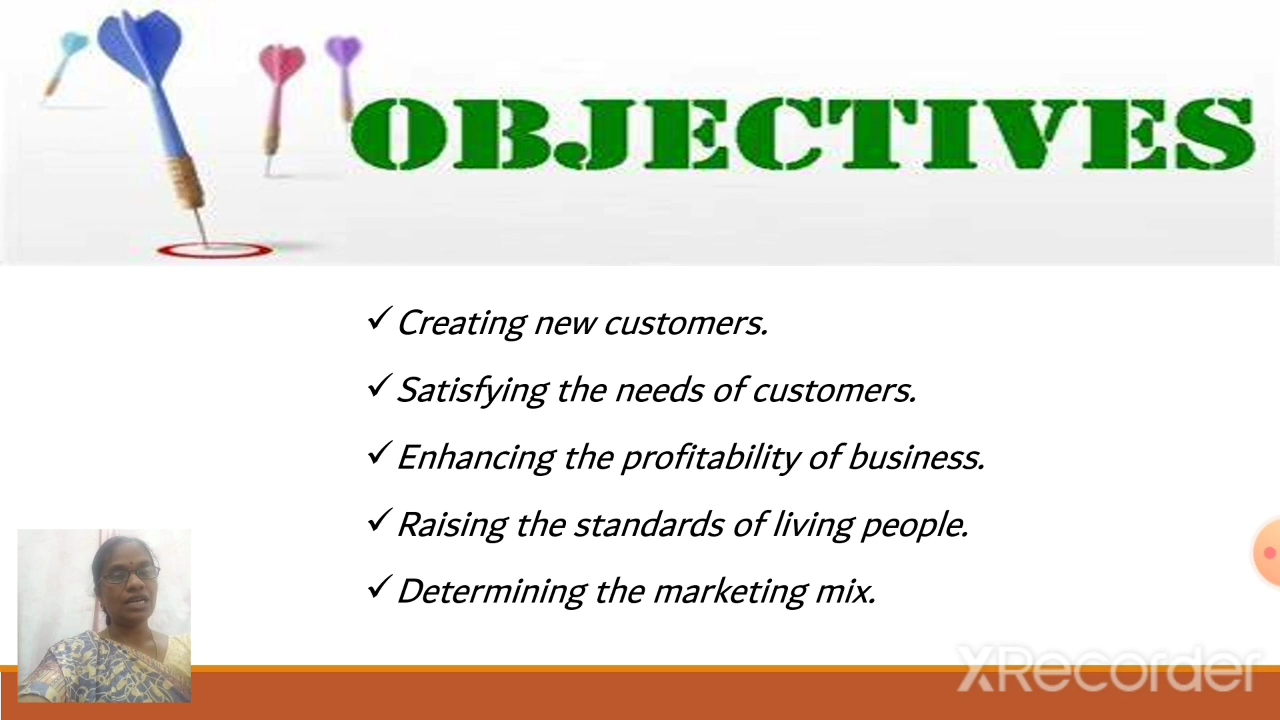 OBJECTIVES
✓ Creating new customers.
✓ Satisfying the needs of customers.
✓ Enhancing the profitability of business.
✓ Raising the standards of living people.
✓ Determining the marketing mix.
XRecorder